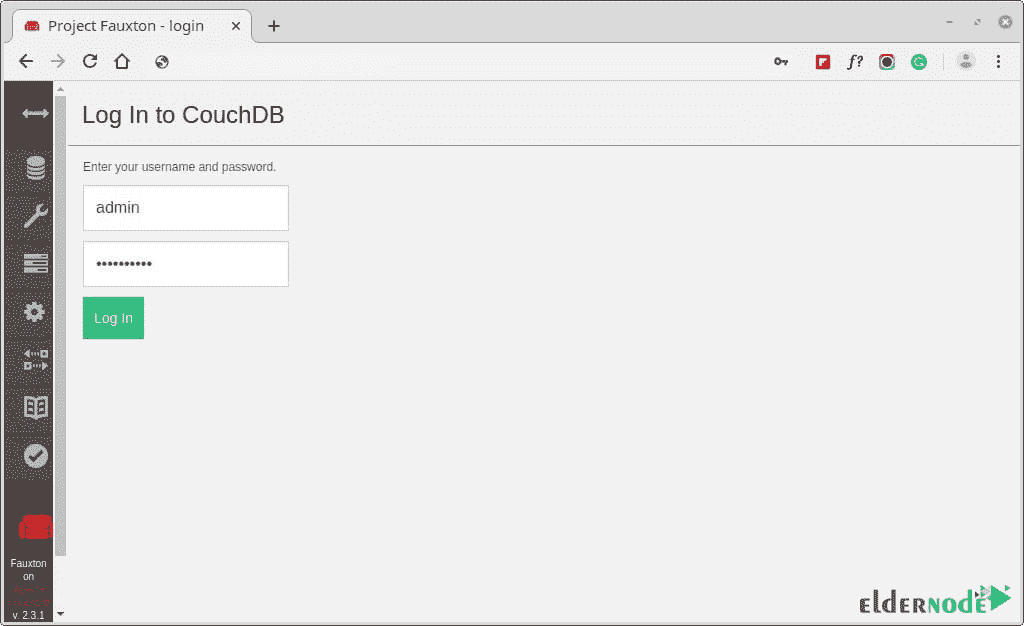 Project Fauxton - login
f?
Log In to CouchDB
Enter your username and password.
admin
••••••••••
Log In
Fauxton
on
v 2.3.1
ELDERNODE